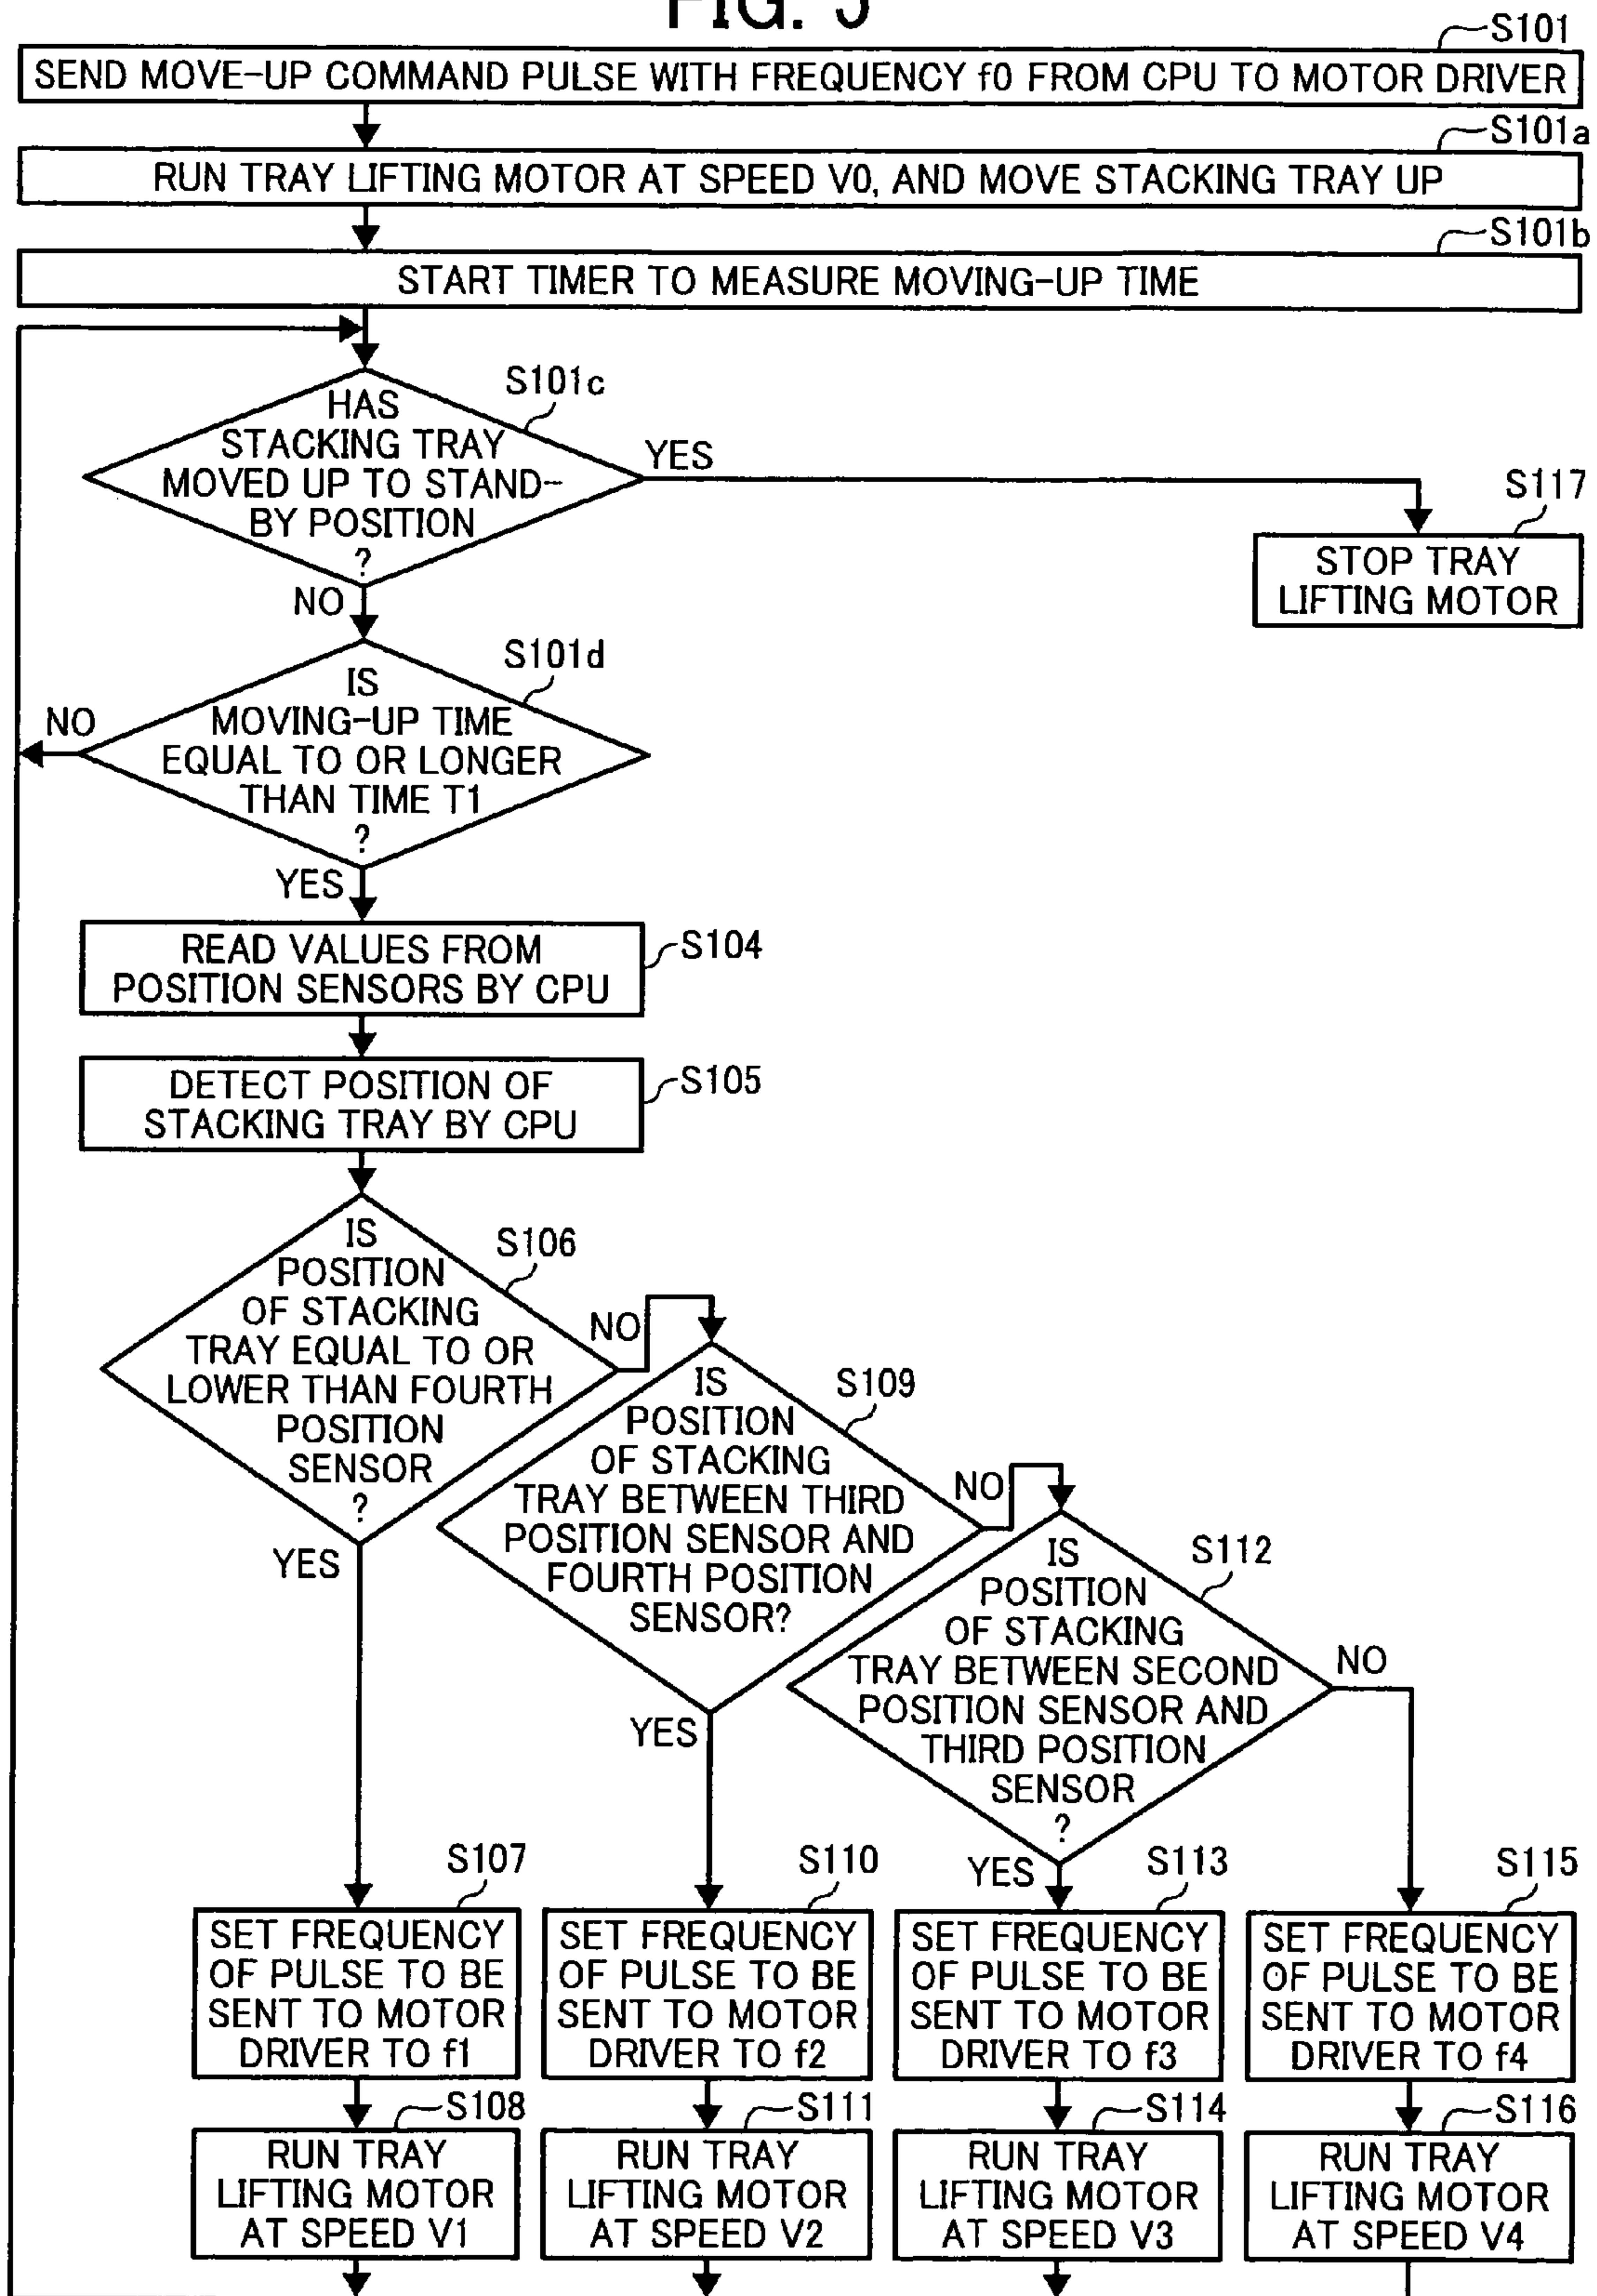 FIG. 5
S101
SEND MOVE-UP COMMAND PULSE WITH FREQUENCY f0 FROM CPU TO MOTOR DRIVER
S101a
RUN TRAY LIFTING MOTOR AT SPEED V0, AND MOVE STACKING TRAY UP
S101b
START TIMER TO MEASURE MOVING-UP TIME
S101c
HAS
STACKING TRAY
MOVED UP TO STAND-
BY POSITION
?
YES
NO
S117
STOP TRAY
LIFTING MOTOR
S101d
IS
MOVING-UP TIME
EQUAL TO OR LONGER
THAN TIME T1
?
NO
YES
S104
READ VALUES FROM
POSITION SENSORS BY CPU
S105
DETECT POSITION OF
STACKING TRAY BY CPU
S106
IS
POSITION
OF STACKING
TRAY EQUAL TO OR
LOWER THAN FOURTH
POSITION
SENSOR
?
NO
YES
S109
IS
POSITION
OF STACKING
TRAY BETWEEN THIRD
POSITION SENSOR AND
FOURTH POSITION
SENSOR?
NO
YES
S112
IS
POSITION
OF STACKING
TRAY BETWEEN SECOND
POSITION SENSOR AND
THIRD POSITION
SENSOR
?
NO
YES
S107
SET FREQUENCY
OF PULSE TO BE
SENT TO MOTOR
DRIVER TO f1
S110
SET FREQUENCY
OF PULSE TO BE
SENT TO MOTOR
DRIVER TO f2
S113
SET FREQUENCY
OF PULSE TO BE
SENT TO MOTOR
DRIVER TO f3
S115
SET FREQUENCY
OF PULSE TO BE
SENT TO MOTOR
DRIVER TO f4
S108
RUN TRAY
LIFTING MOTOR
AT SPEED V1
S111
RUN TRAY
LIFTING MOTOR
AT SPEED V2
S114
RUN TRAY
LIFTING MOTOR
AT SPEED V3
S116
RUN TRAY
LIFTING MOTOR
AT SPEED V4